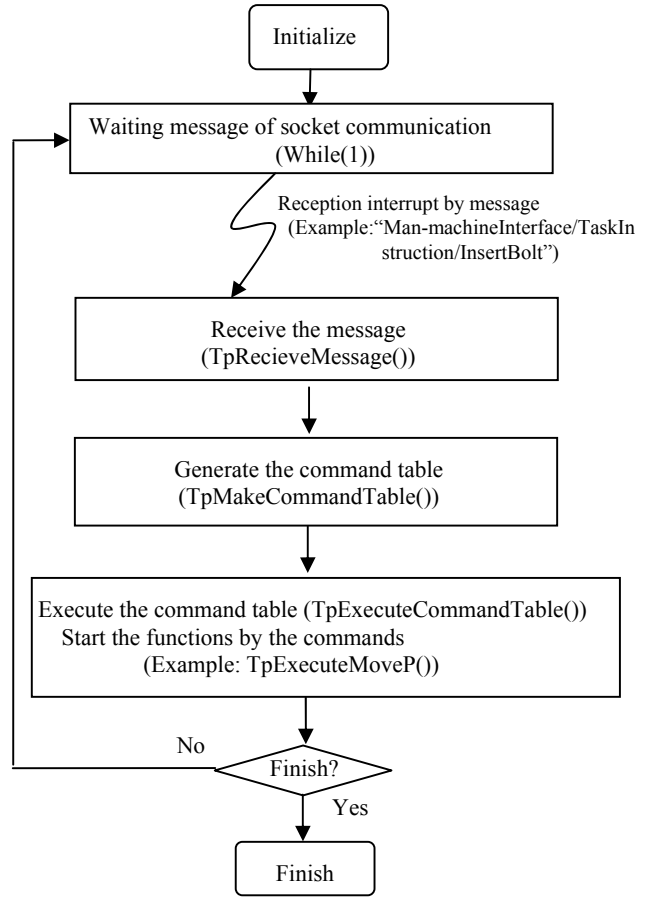 Initialize
Waiting message of socket communication
(While(1))
Reception interrupt by message
(Example:“Man-machineInterface/TaskIn
struction/InsertBolt”)
Receive the message
(TpRecieveMessage())
Generate the command table
(TpMakeCommandTable())
Execute the command table (TpExecuteCommandTable())
Start the functions by the commands
(Example: TpExecuteMoveP())
No
Finish?
Yes
Finish